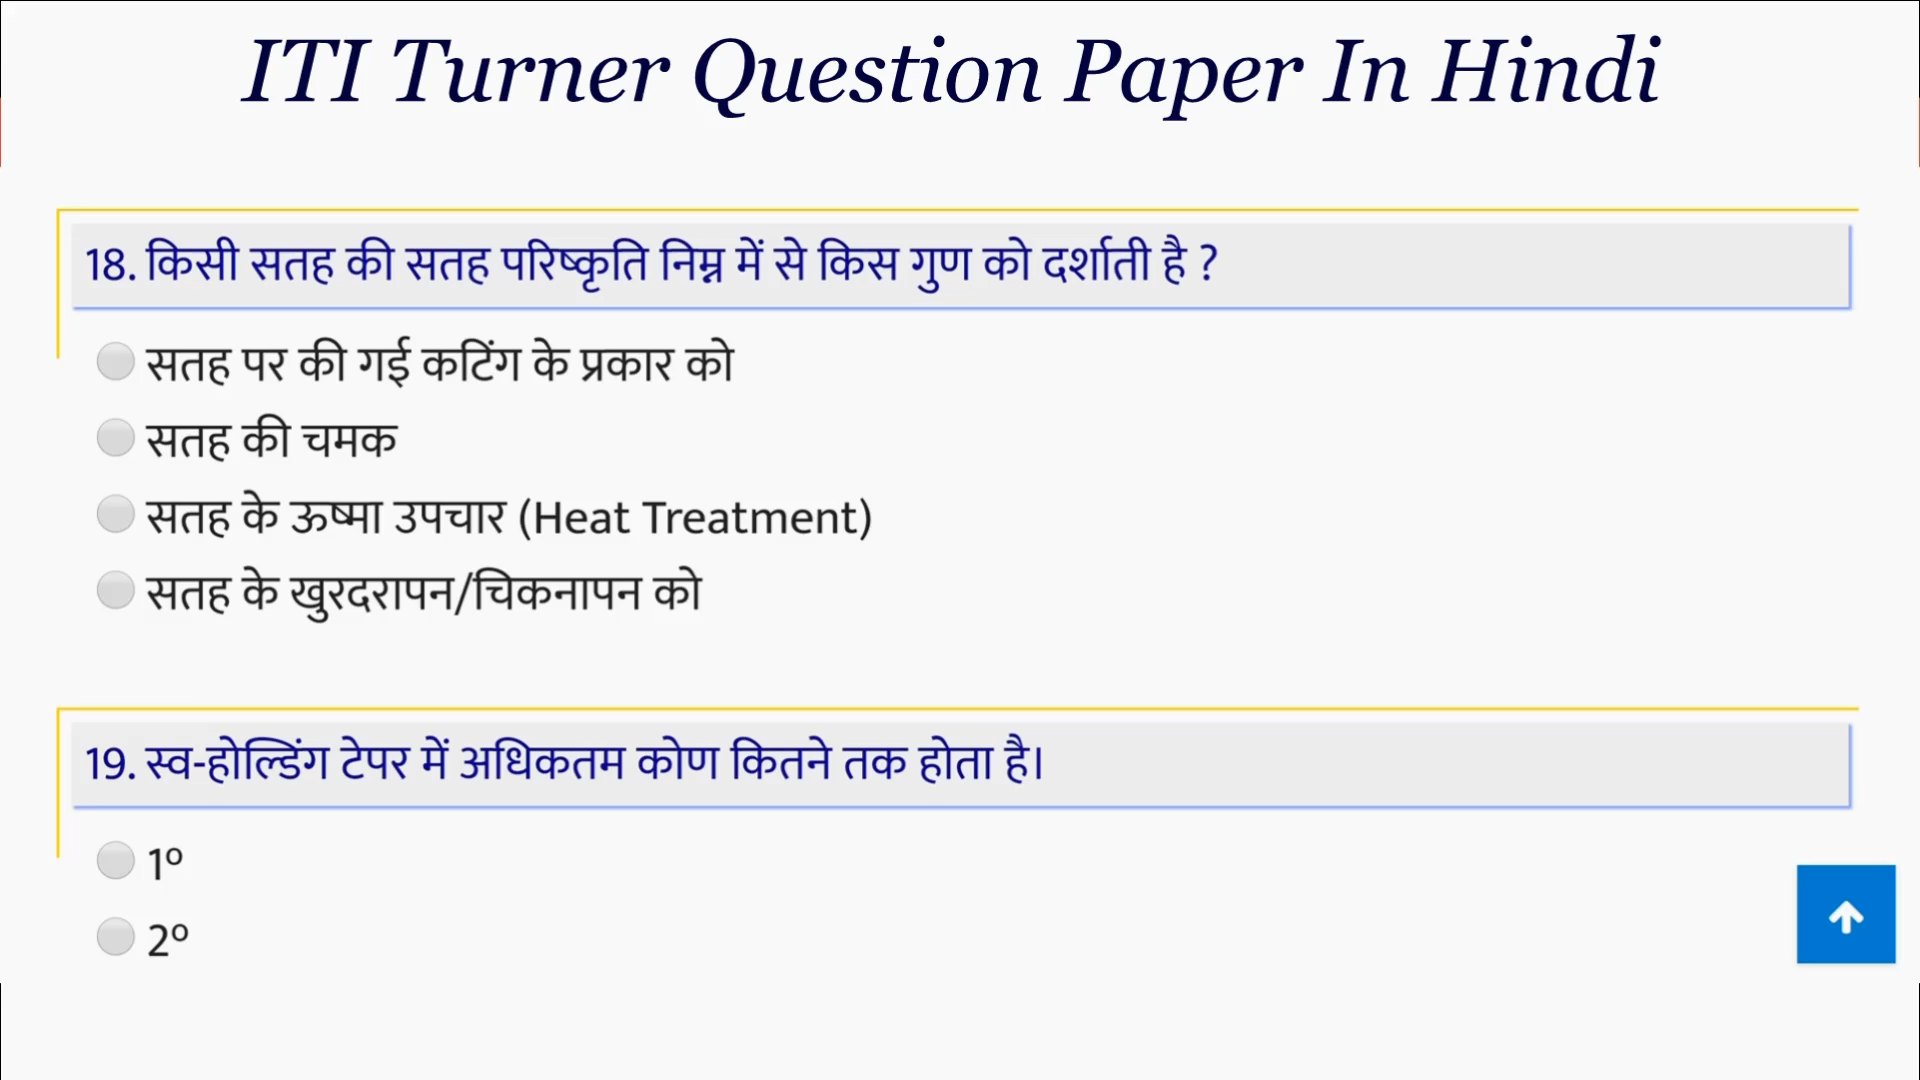 ITI Turner Question Paper In Hindi
18. किसी सतह की सतह परिष्कृति निम्न में से किस गुण को दर्शाती है ?
सतह पर की गई कटिंग के प्रकार को
सतह की चमक
सतह के ऊष्मा उपचार (Heat Treatment)
सतह के खुरदरापन/चिकनापन को
19. स्व-होल्डिंग टेपर में अधिकतम कोण कितने तक होता है।
1º
2º